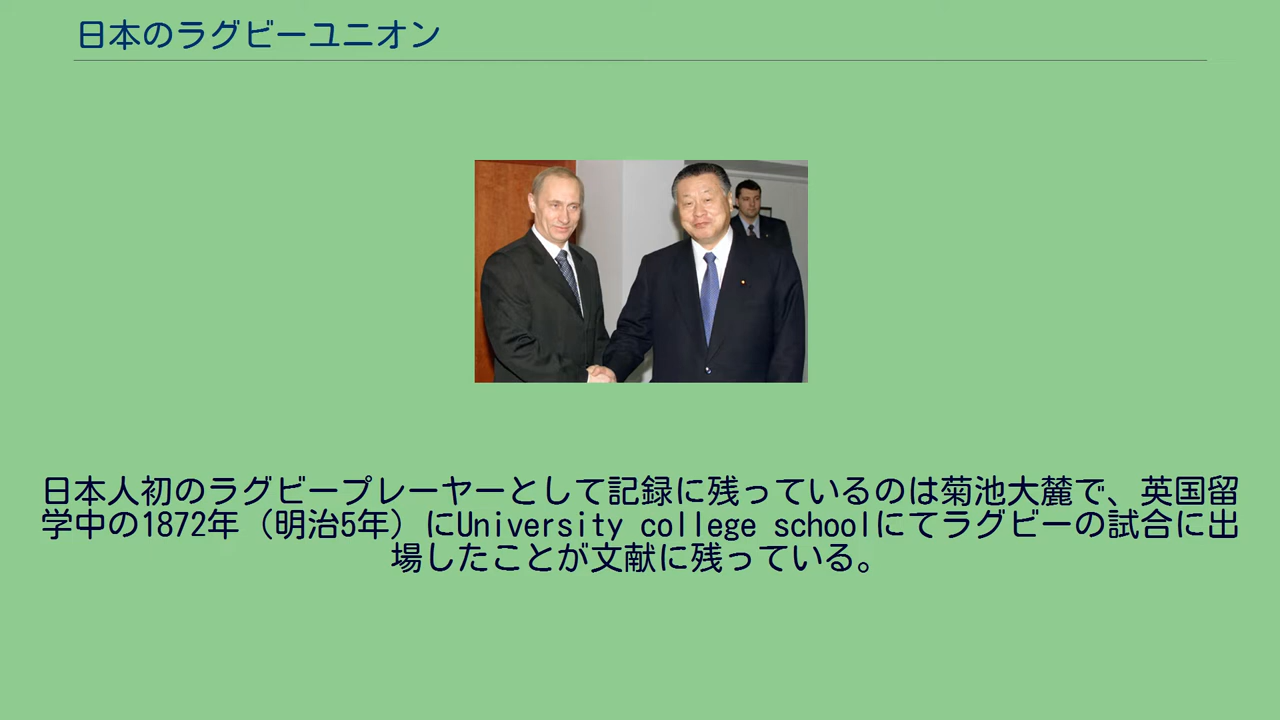 日本のラグビーユニオン
日本人初のラグビープレーヤーとして記録に残っているのは菊池大麓で、英国留
学中の1872年（明治5年）にUniversity college schoolにてラグビーの試合に出
場したことが文献に残っている。